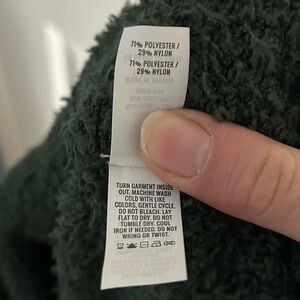 71% POLYESTER /
29% NYLON
71% POLYESTER /
29% NYLON
TURN GARMENT INSIDE
OUT. MACHINE WASH
COLD WITH LIKE
COLORS, GENTLE CYCLE.
DO NOT BLEACH. LAY
FLAT TO DRY. DO NOT
TUMBLE DRY. COOL
IRON IF NEEDED. DO NOT
WRING OR TWIST.